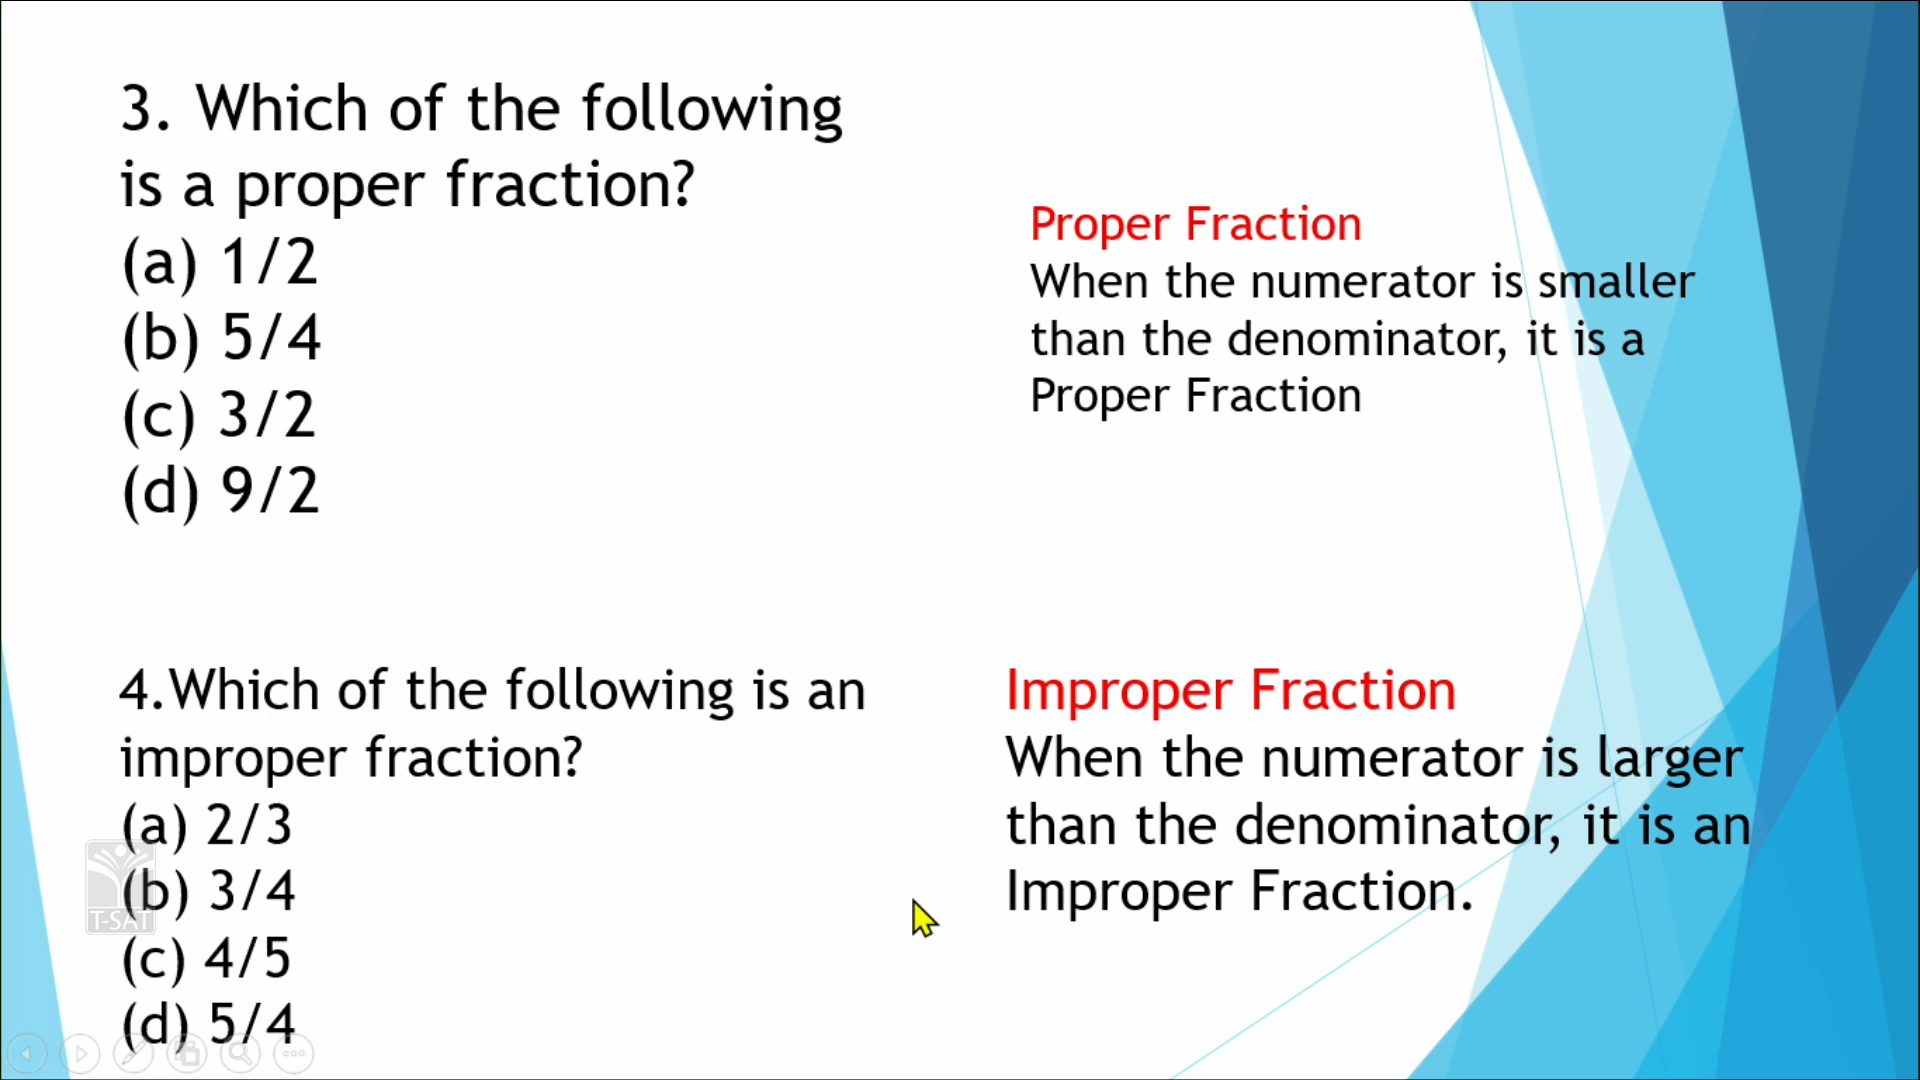 3. Which of the following
is a proper fraction?
(a) 1/2
(b) 5/4
(c) 3/2
(d) 9/2
Proper Fraction
When the numerator is smaller
than the denominator, it is a
Proper Fraction
4.Which of the following is an
improper fraction?
(a) 2/3
(b) 3/4
(c) 4/5
(d) 5/4
Improper Fraction
When the numerator is larger
than the denominator, it is an
Improper Fraction.
T-SAT